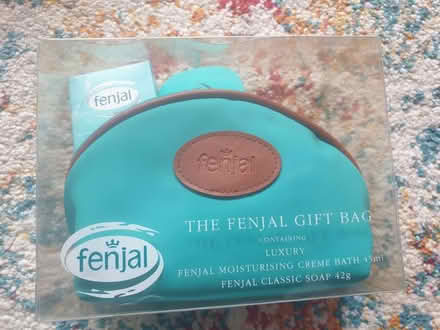 fenjal
fenjal
THE FENJAL GIFT BAG
CONTAINING
LUXURY
FENJAL MOISTURISING CREME BATH 45ml
FENJAL CLASSIC SOAP 42g
fenjal